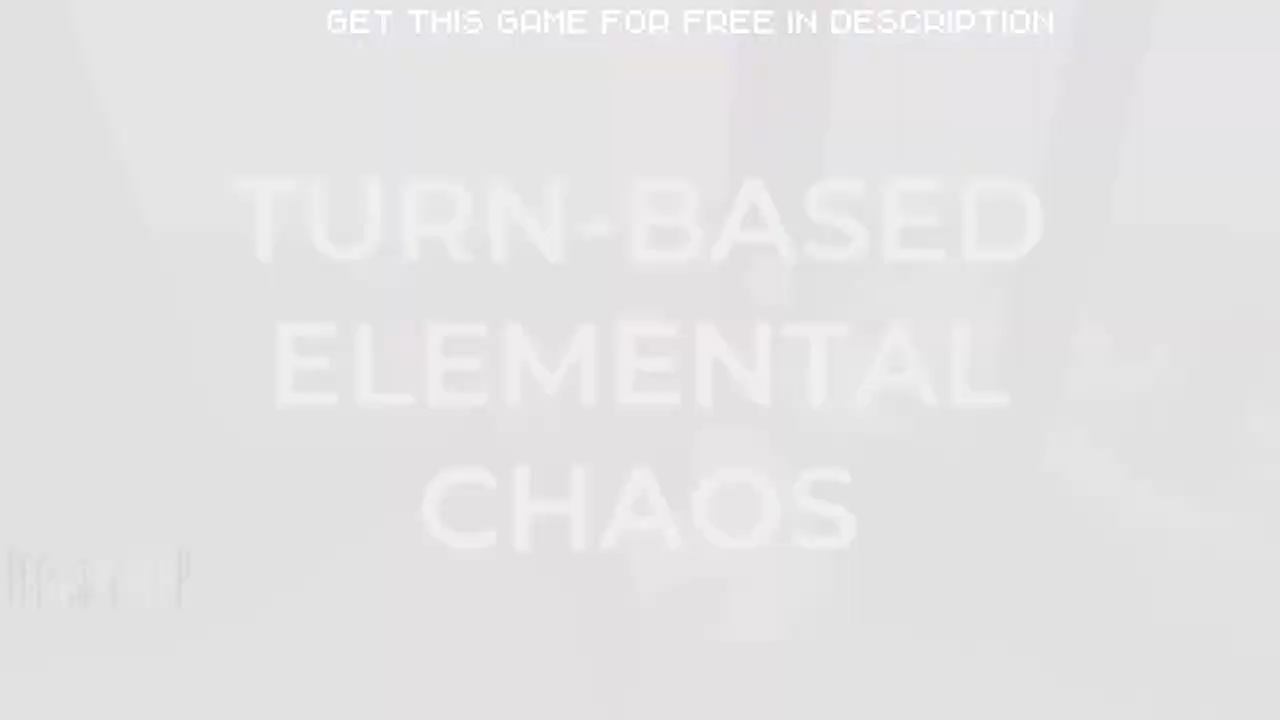 GET THIS GAME FOR FREE IN DESCRIPTION
TURN-BASED
ELEMENTAL
CHAOS